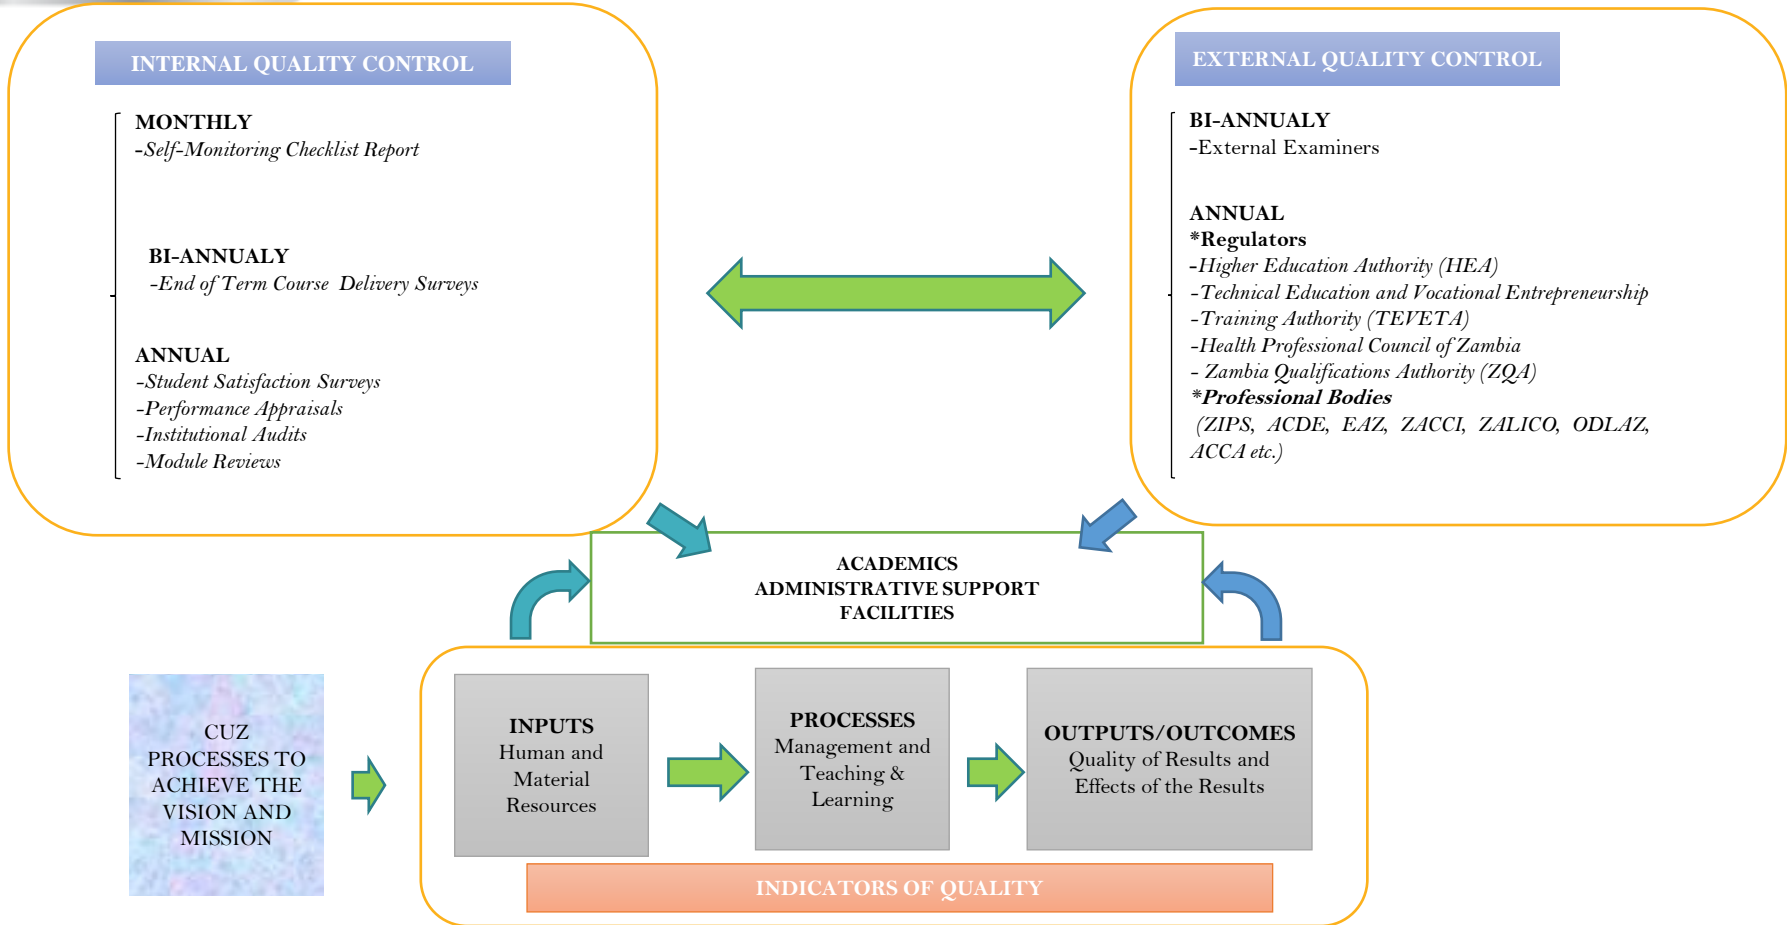 INTERNAL QUALITY CONTROL
MONTHLY
-Self-Monitoring Checklist Report
BI-ANNUALY
-End of Term Course Delivery Surveys
ANNUAL
-Student Satisfaction Surveys
-Performance Appraisals
-Institutional Audits
-Module Reviews
EXTERNAL QUALITY CONTROL
BI-ANNUALY
-External Examiners
ANNUAL
*Regulators
-Higher Education Authority (HEA)
-Technical Education and Vocational Entrepreneurship
-Training Authority (TEVETA)
-Health Professional Council of Zambia
- Zambia Qualifications Authority (ZQA)
*Professional Bodies
(ZIPS, ACDE, EAZ, ZACCI, ZALICO, ODLAZ,
ACCA etc.)
ACADEMICS
ADMINISTRATIVE SUPPORT
FACILITIES
CUZ
PROCESSES TO
ACHIEVE THE
VISION AND
MISSION
INPUTS
Human and
Material
Resources
PROCESSES
Management and
Teaching &
Learning
OUTPUTS/OUTCOMES
Quality of Results and
Effects of the Results
INDICATORS OF QUALITY